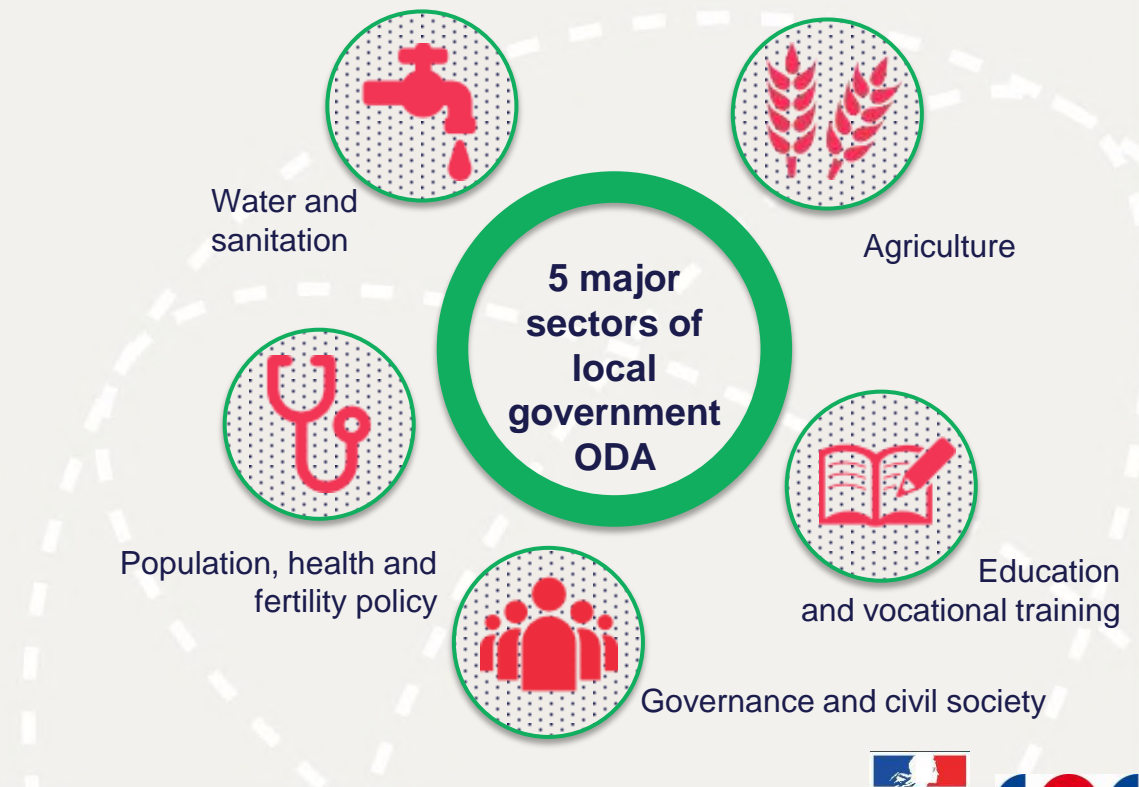 Water and
sanitation
Agriculture
5 major
sectors of
local
government
ODA
Population, health and
fertility policy
Education
and vocational training
Governance and civil society